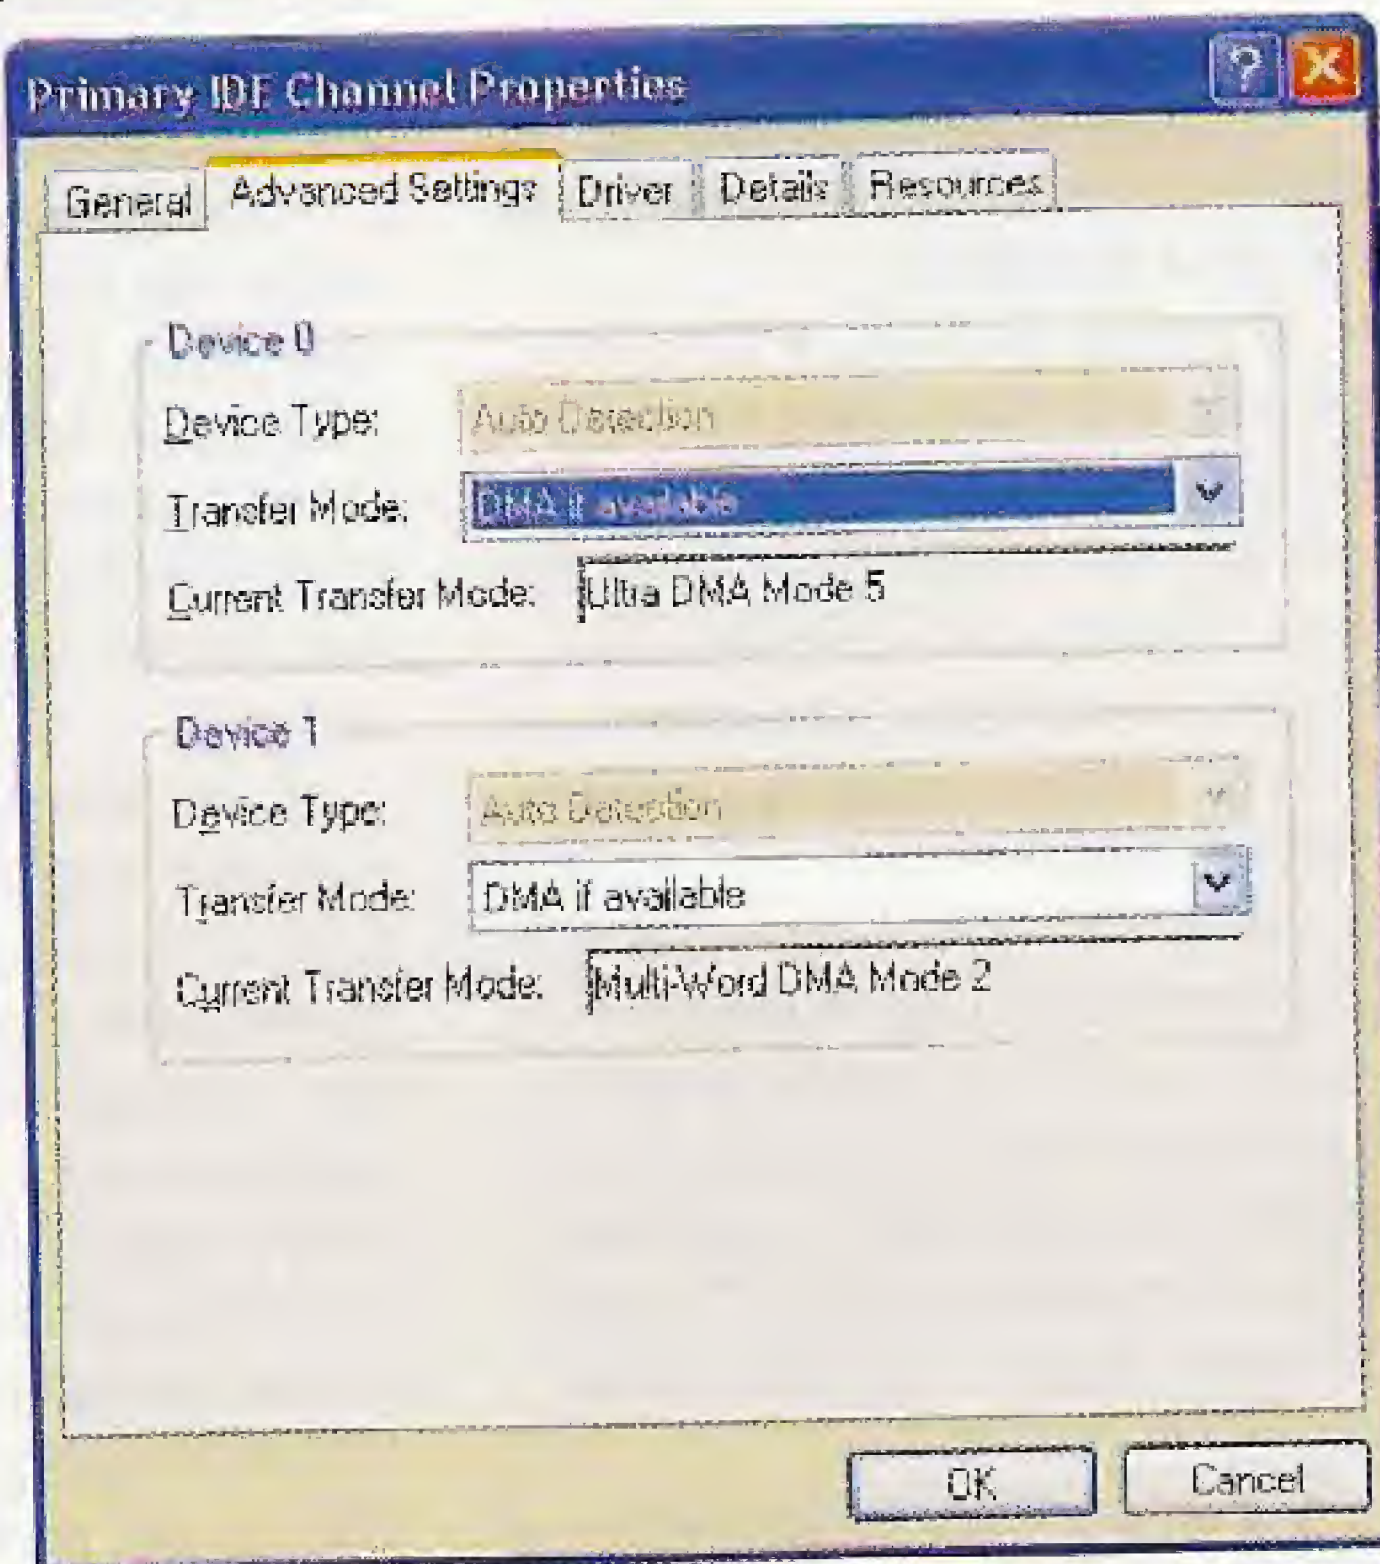 Primary IDE Channel Properties
General Advanced Settings Driver Details Resources
Device 0
Device Type: Auto Detection
Transfer Mode: DMA if available
Current Transfer Mode: Ultra DMA Mode 5
Device 1
Device Type: Auto Detection
Transfer Mode: DMA if available
Current Transfer Mode: Multi-Word DMA Mode 2
OK Cancel